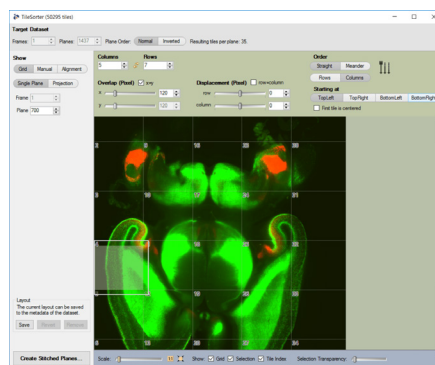 TileSorter (50295 tiles)
Target Dataset
Frames: 1 Planes: 1437 Plane Order: Normal Inverted Resulting tiles per plane: 35.
Show
Grid Manual Alignment
Single Plane Projection
Frame 1
Plane 700
Columns Rows
5 7
Overlap (Pixel) x=y
x 120
y 120
Displacement (Pixel) row=column
row 0
column 0
Order
Straight Meander
Rows Columns
Starting at
TopLeft TopRight BottomLeft BottomRight
First tile is centered
Layout
The current layout can be saved
to the metadata of the dataset.
Save Revert Remove
Create Stitched Planes...
Scale: Show: Grid Selection Tile Index Selection Transparency: